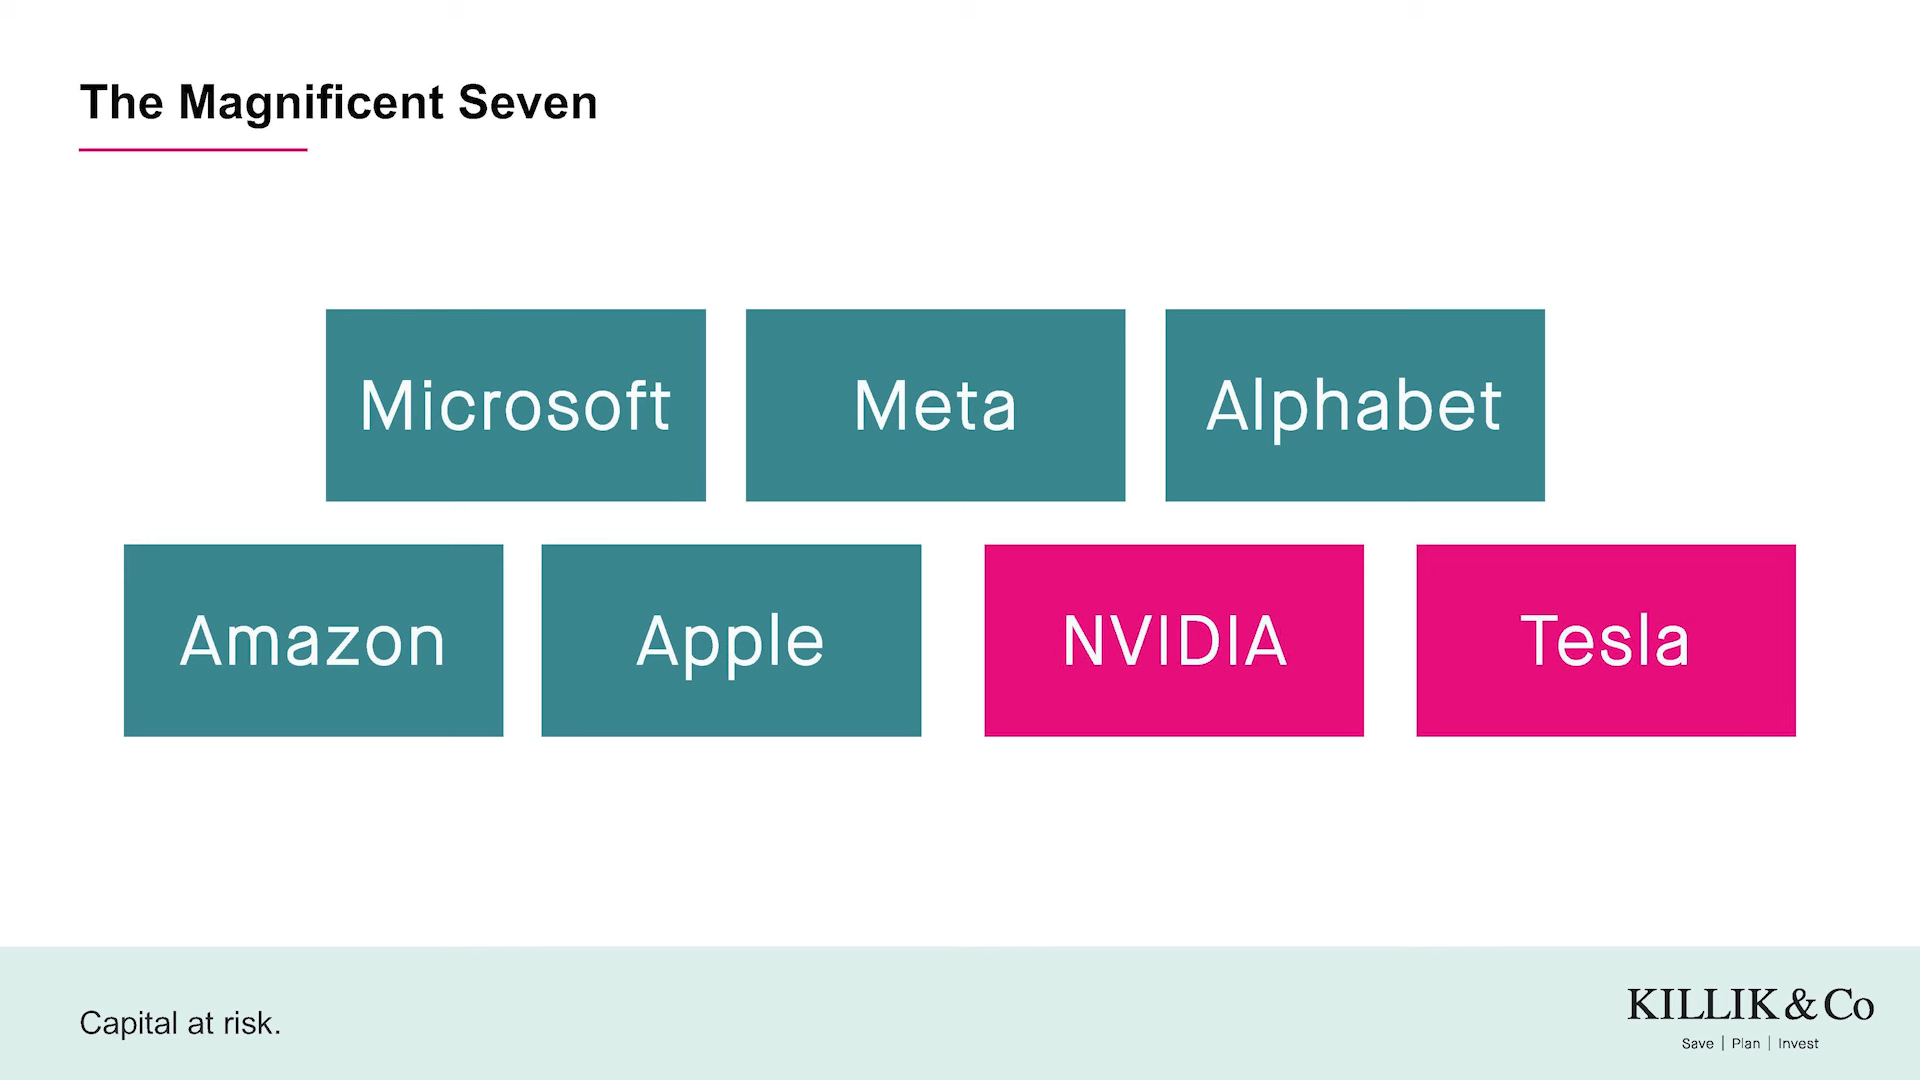 The Magnificent Seven
Microsoft
Meta
Alphabet
Amazon
Apple
NVIDIA
Tesla
Capital at risk.
KILLIK & Co
Save | Plan | Invest